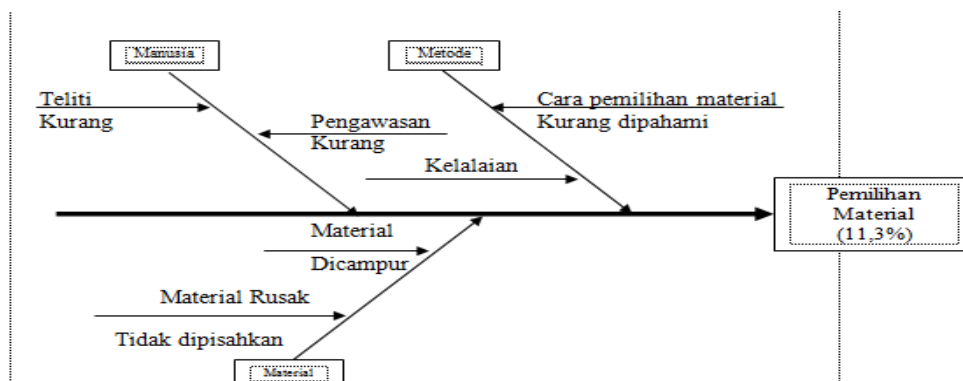 Manusia
Metode
Teliti
Kurang
Cara pemilihan material
Kurang dipahami
Pengawasan
Kurang
Kelalaian
Pemilihan
Material
(11,3%)
Material
Dicampur
Material Rusak
Tidak dipisahkan
Material